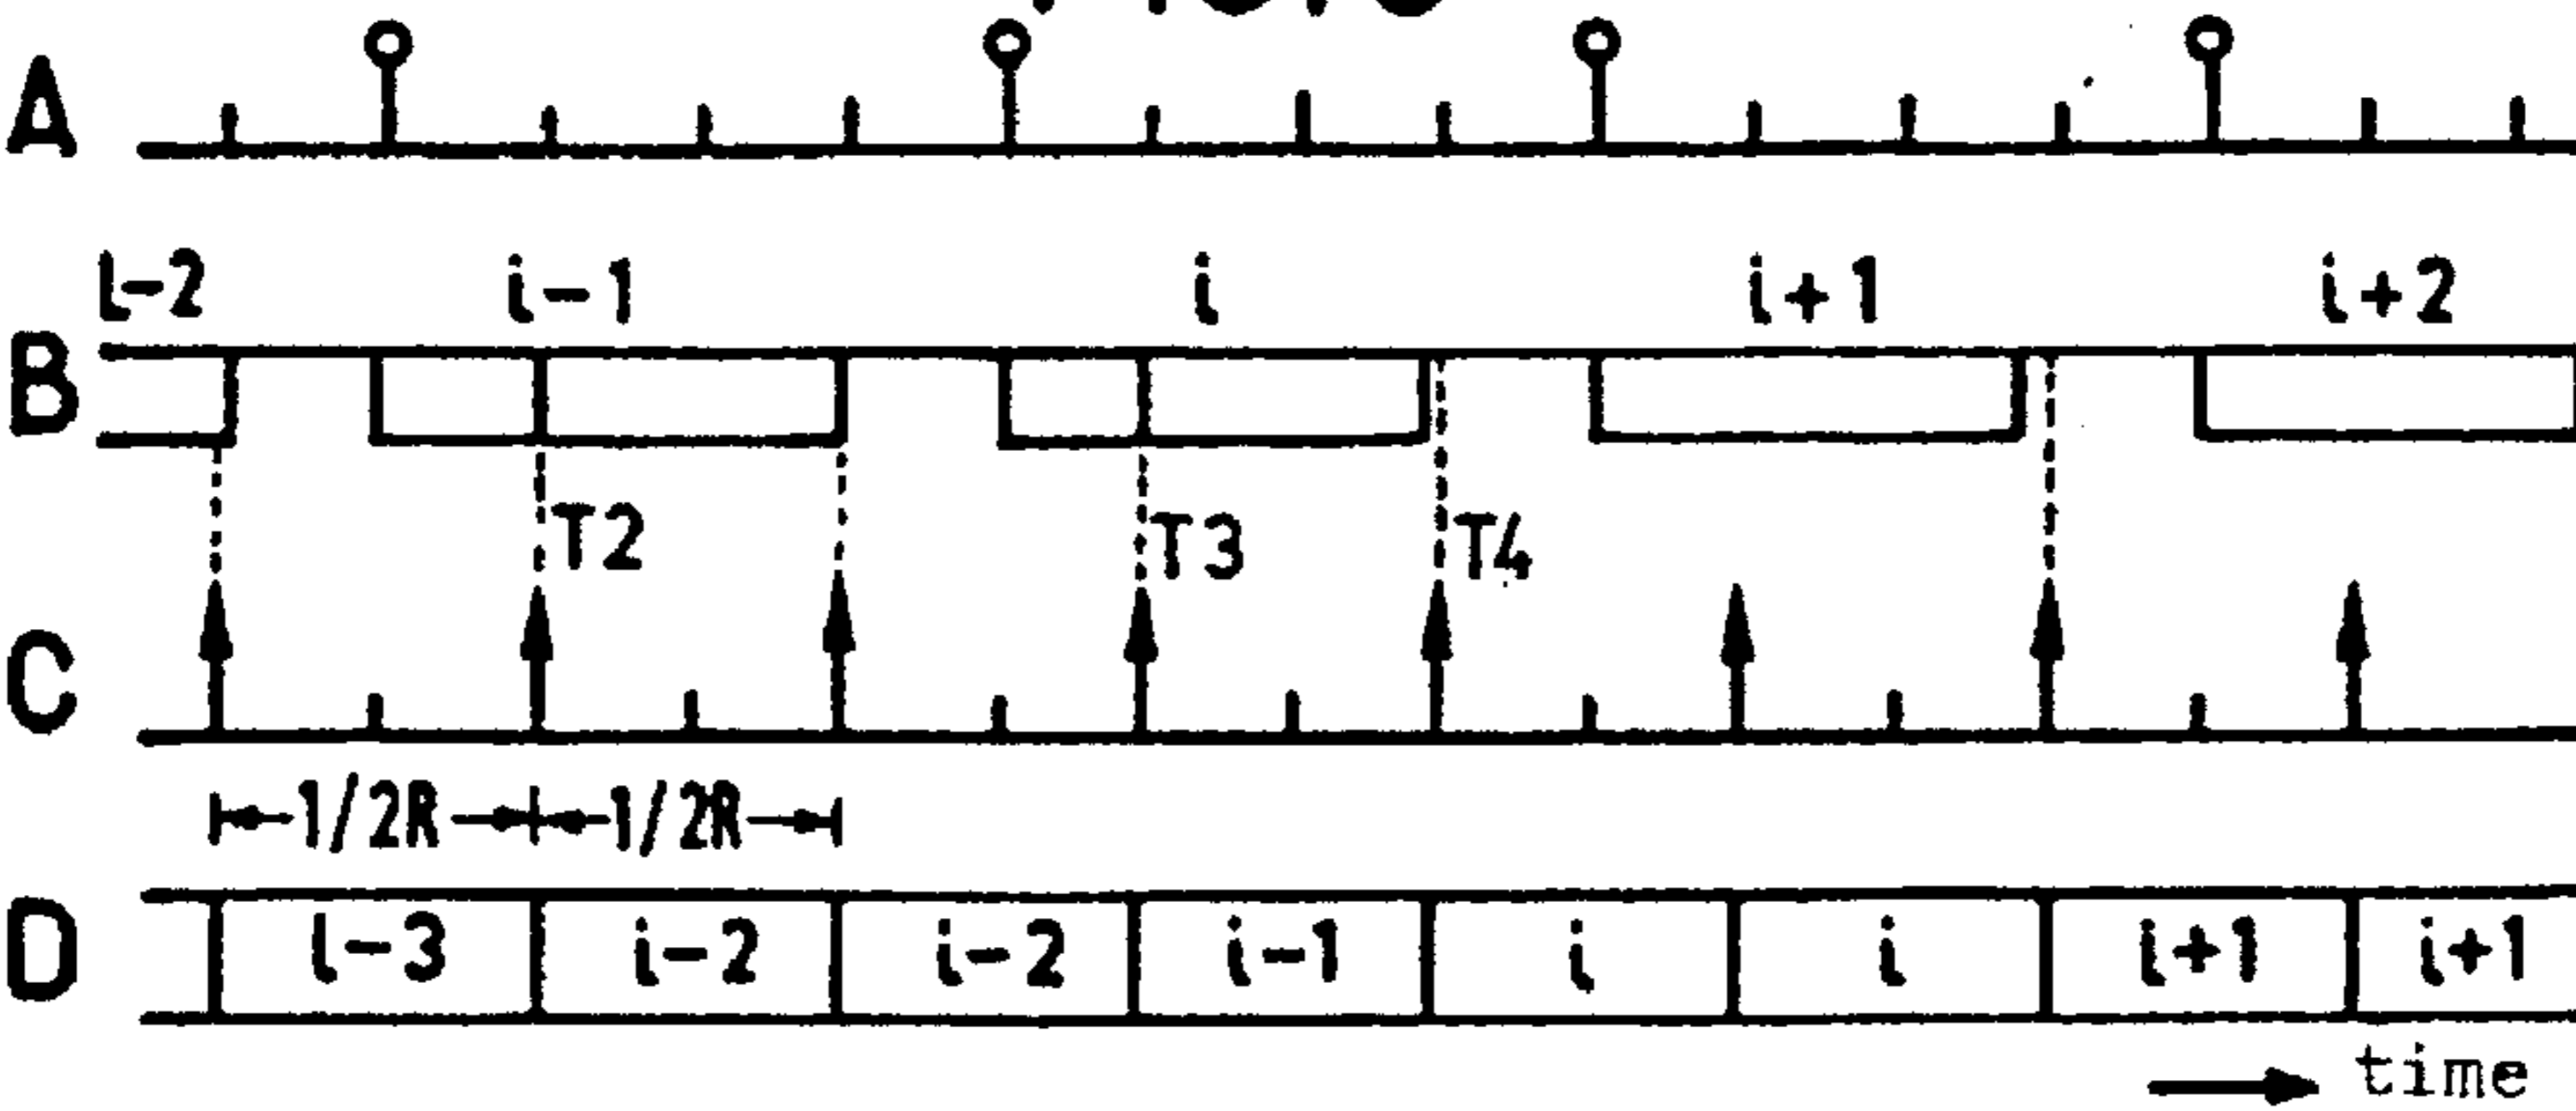 A
l-2 i-1 i i+1 i+2
B
T2 T3 T4
C
1/2R 1/2R
D l-3 i-2 i-2 i-1 i i i+1 i+1
time